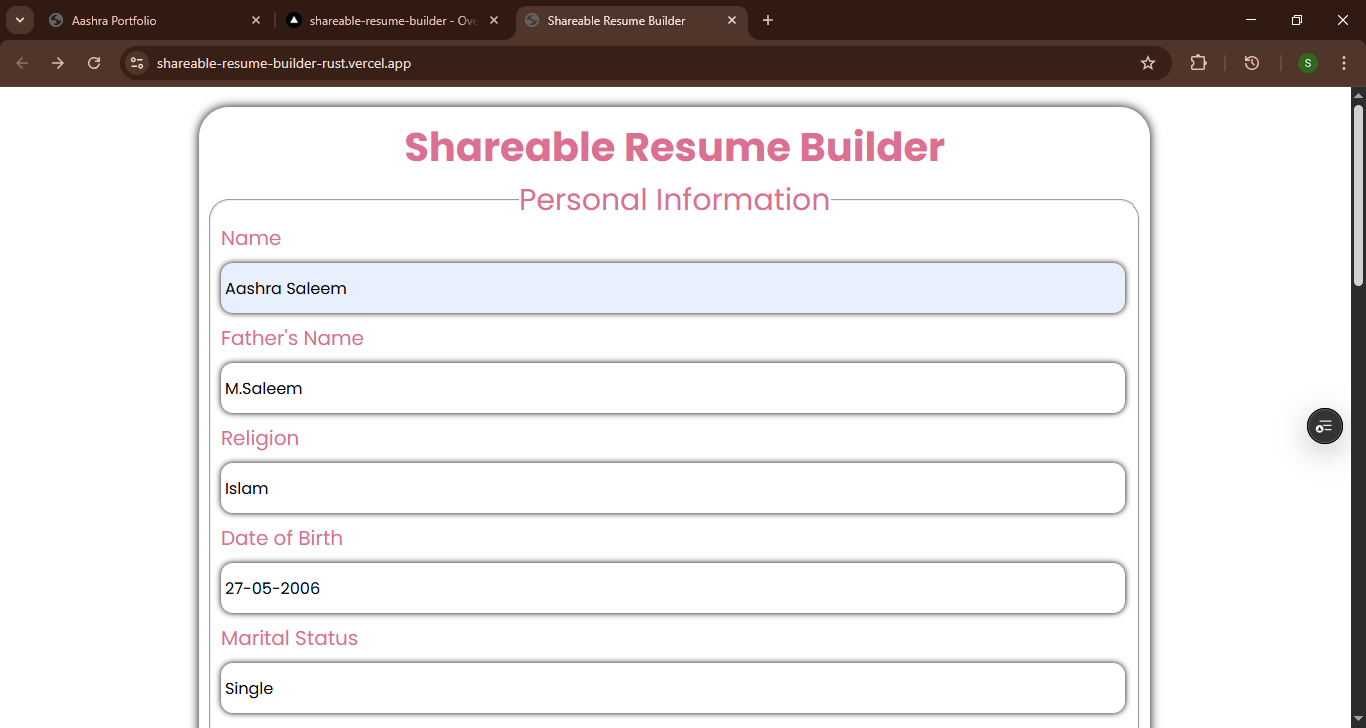 Aashra Portfolio
shareable-resume-builder - Ove
Shareable Resume Builder
shareable-resume-builder-rust.vercel.app
S
Shareable Resume Builder
Personal Information
Name
Aashra Saleem
Father's Name
M.Saleem
Religion
Islam
Date of Birth
27-05-2006
Marital Status
Single